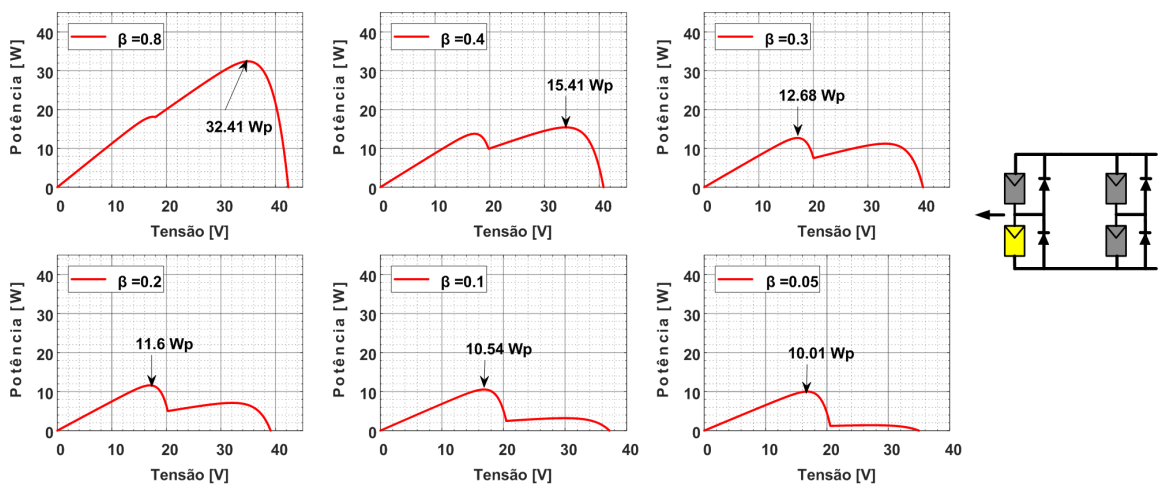 β =0.8
32.41 Wp
Potência [W]
40
30
20
10
0
0 10 20 30 40
Tensão [V]
β =0.4
15.41 Wp
Potência [W]
40
30
20
10
0
0 10 20 30 40
Tensão [V]
β =0.3
12.68 Wp
Potência [W]
40
30
20
10
0
0 10 20 30 40
Tensão [V]
β =0.2
11.6 Wp
Potência [W]
40
30
20
10
0
0 10 20 30 40
Tensão [V]
β =0.1
10.54 Wp
Potência [W]
40
30
20
10
0
0 10 20 30 40
Tensão [V]
β =0.05
10.01 Wp
Potência [W]
40
30
20
10
0
0 10 20 30 40
Tensão [V]